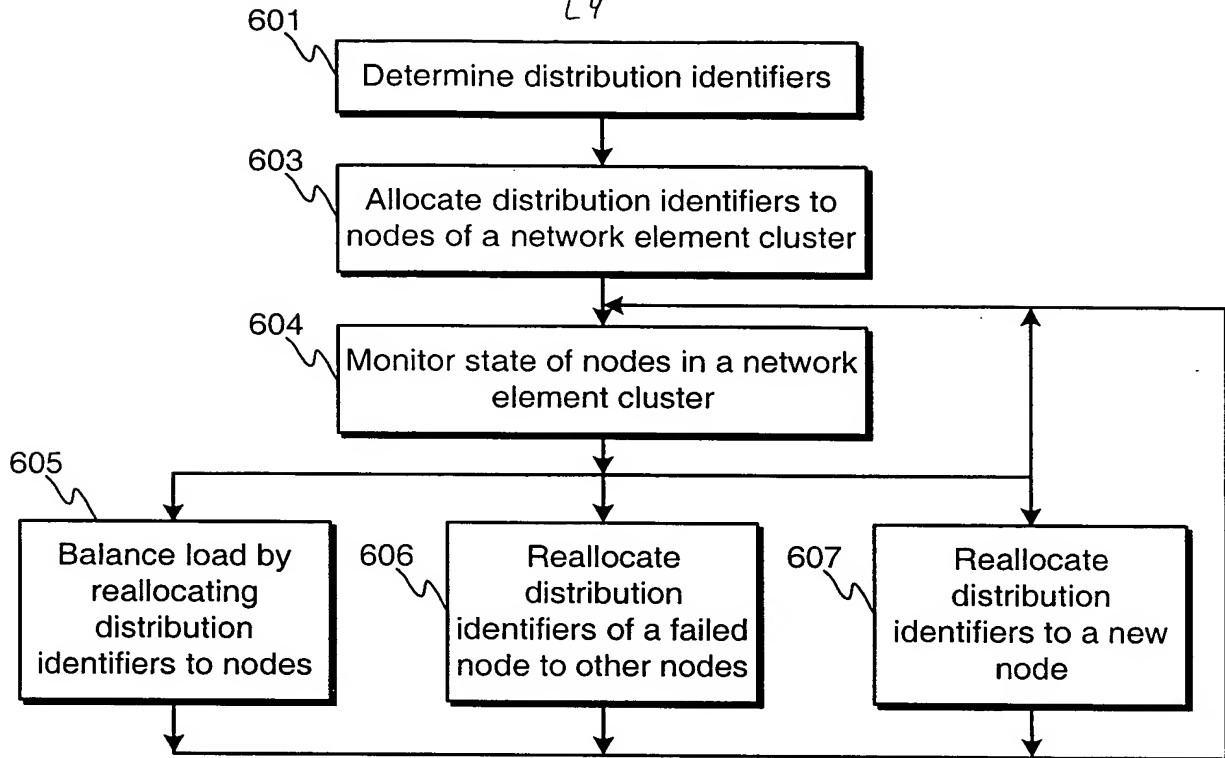 601
Determine distribution identifiers
603
Allocate distribution identifiers to
nodes of a network element cluster
604
Monitor state of nodes in a network
element cluster
605
Balance load by
reallocating
distribution
identifiers to nodes
606
Reallocate
distribution
identifiers of a failed
node to other nodes
607
Reallocate
distribution
identifiers to a new
node